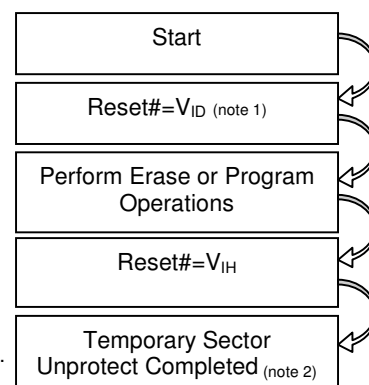 Start
Reset#=VID (note 1)
Perform Erase or Program
Operations
Reset#=VIH
Temporary Sector
Unprotect Completed (note 2)
.